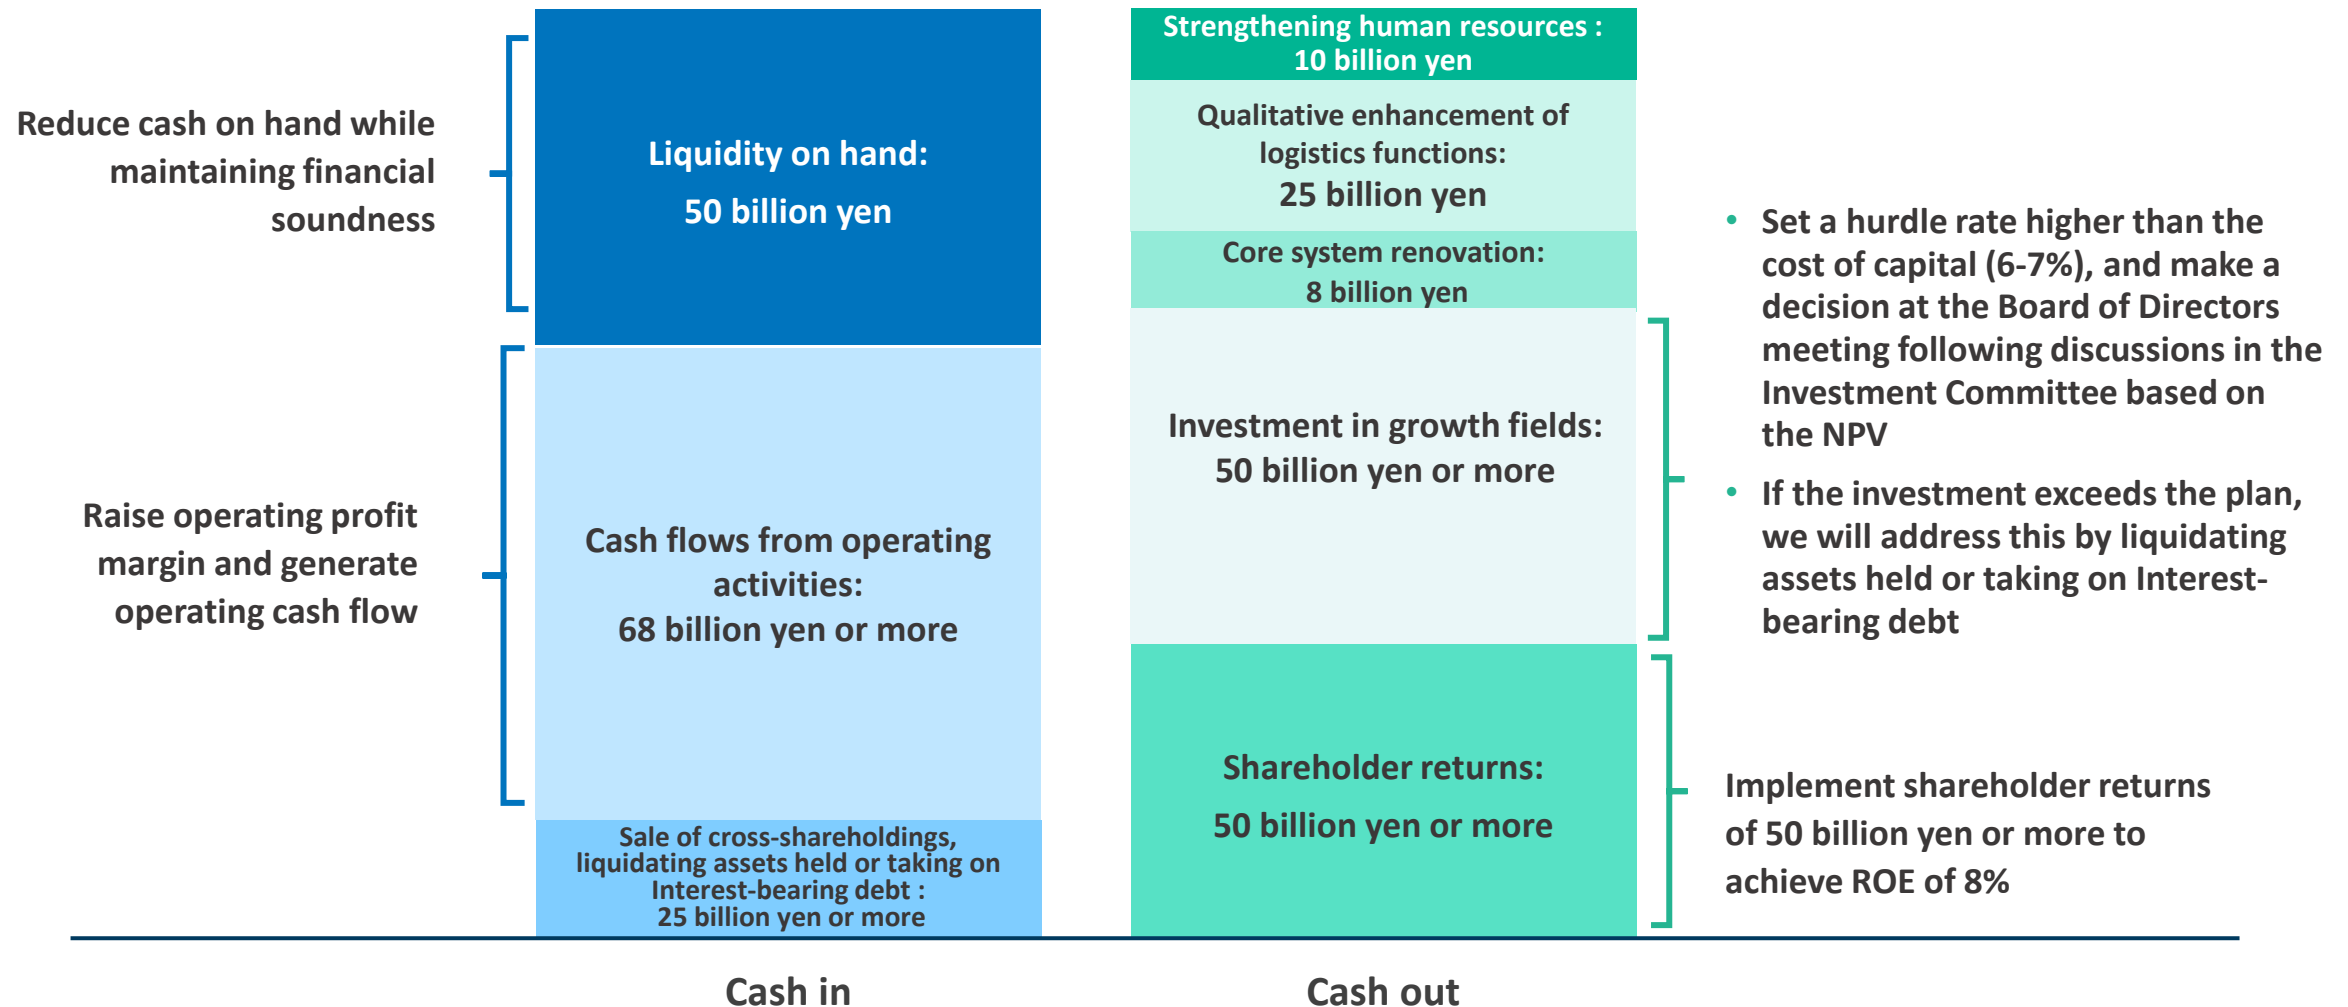 Reduce cash on hand while
maintaining financial
soundness
Raise operating profit
margin and generate
operating cash flow
Liquidity on hand:
50 billion yen
Cash flows from operating
activities:
68 billion yen or more
Sale of cross-shareholdings,
liquidating assets held or taking on
Interest-bearing debt :
25 billion yen or more
Cash in
Strengthening human resources :
10 billion yen
Qualitative enhancement of
logistics functions:
25 billion yen
Core system renovation:
8 billion yen
Investment in growth fields:
50 billion yen or more
Shareholder returns:
50 billion yen or more
Cash out
• Set a hurdle rate higher than the
cost of capital (6-7%), and make a
decision at the Board of Directors
meeting following discussions in the
Investment Committee based on
the NPV
• If the investment exceeds the plan,
we will address this by liquidating
assets held or taking on Interest-
bearing debt
Implement shareholder returns
of 50 billion yen or more to
achieve ROE of 8%